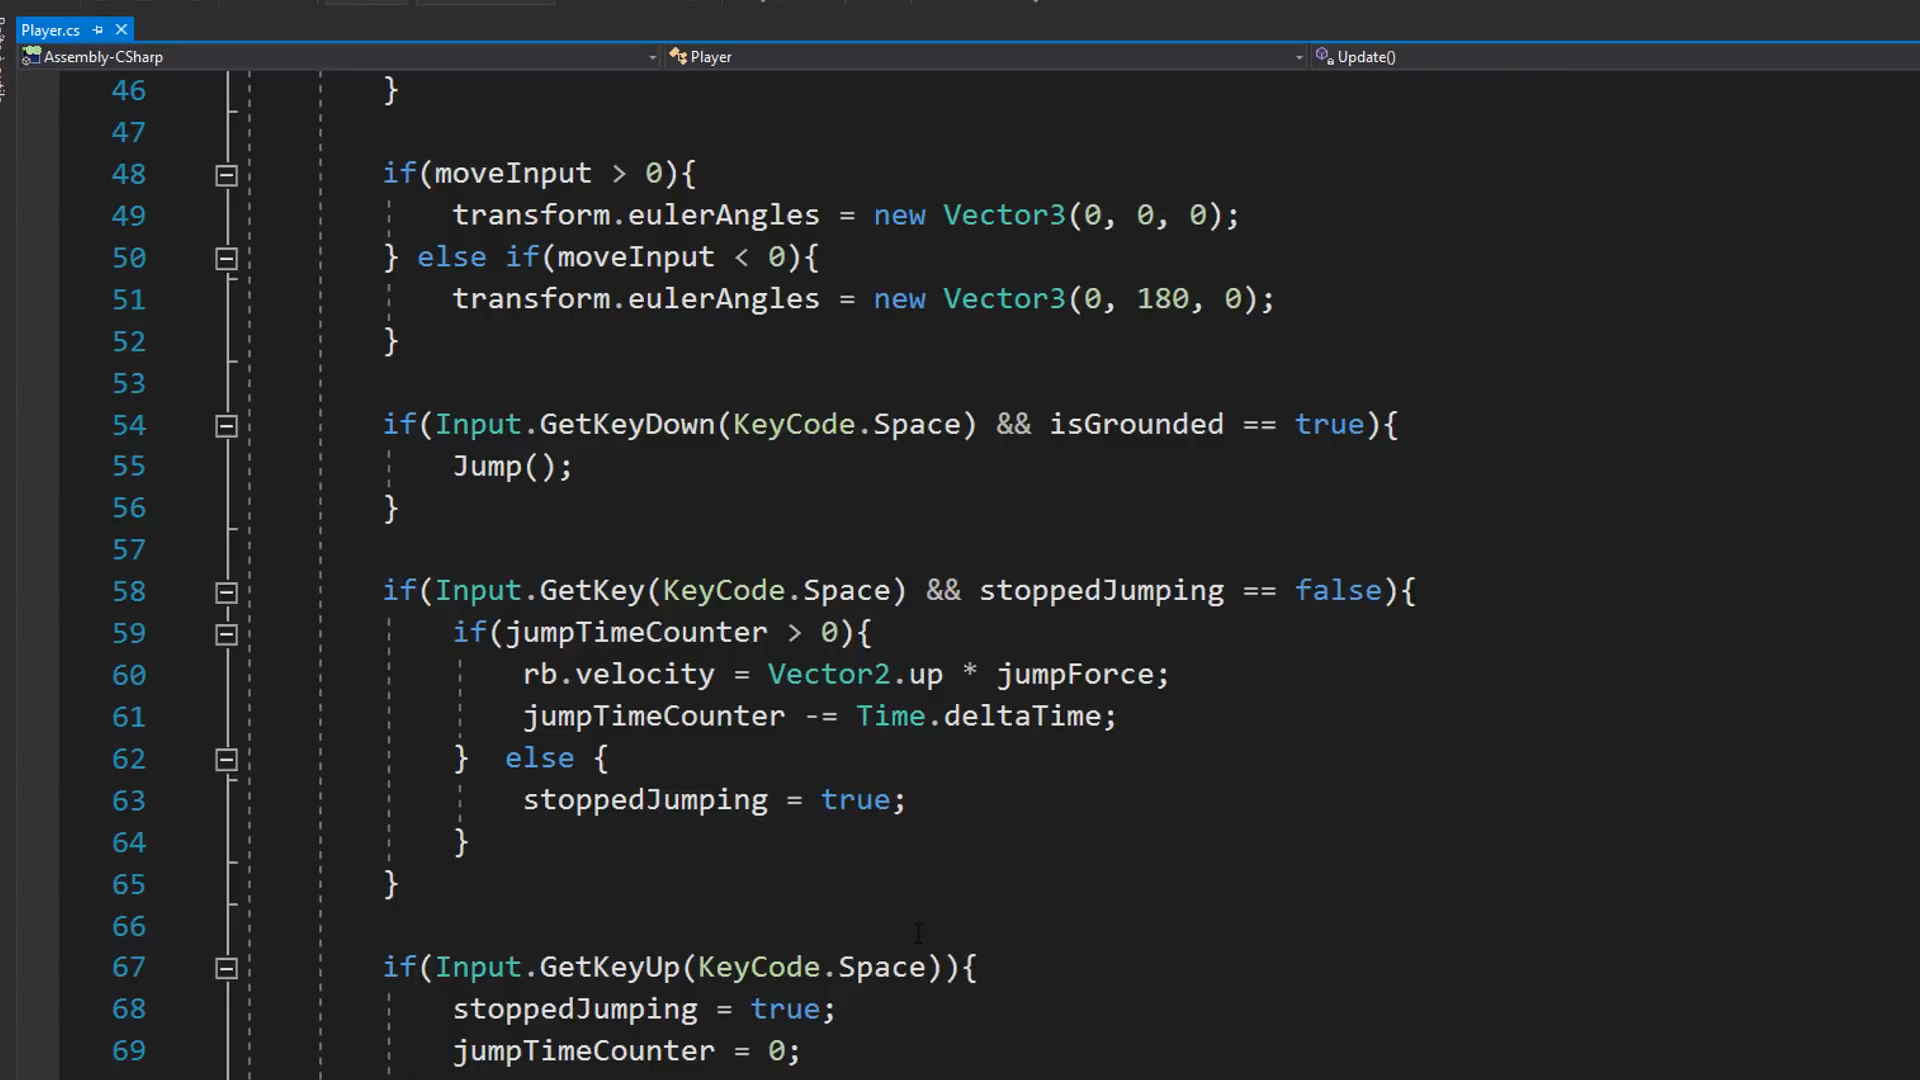 Player.cs
Assembly-CSharp
Player
Update()
46 }
47
48 if(moveInput > 0){
49 transform.eulerAngles = new Vector3(0, 0, 0);
50 } else if(moveInput < 0){
51 transform.eulerAngles = new Vector3(0, 180, 0);
52 }
53
54 if(Input.GetKeyDown(KeyCode.Space) && isGrounded == true){
55 Jump();
56 }
57
58 if(Input.GetKey(KeyCode.Space) && stoppedJumping == false){
59 if(jumpTimeCounter > 0){
60 rb.velocity = Vector2.up * jumpForce;
61 jumpTimeCounter -= Time.deltaTime;
62 } else {
63 stoppedJumping = true;
64 }
65 }
66
67 if(Input.GetKeyUp(KeyCode.Space)){
68 stoppedJumping = true;
69 jumpTimeCounter = 0;